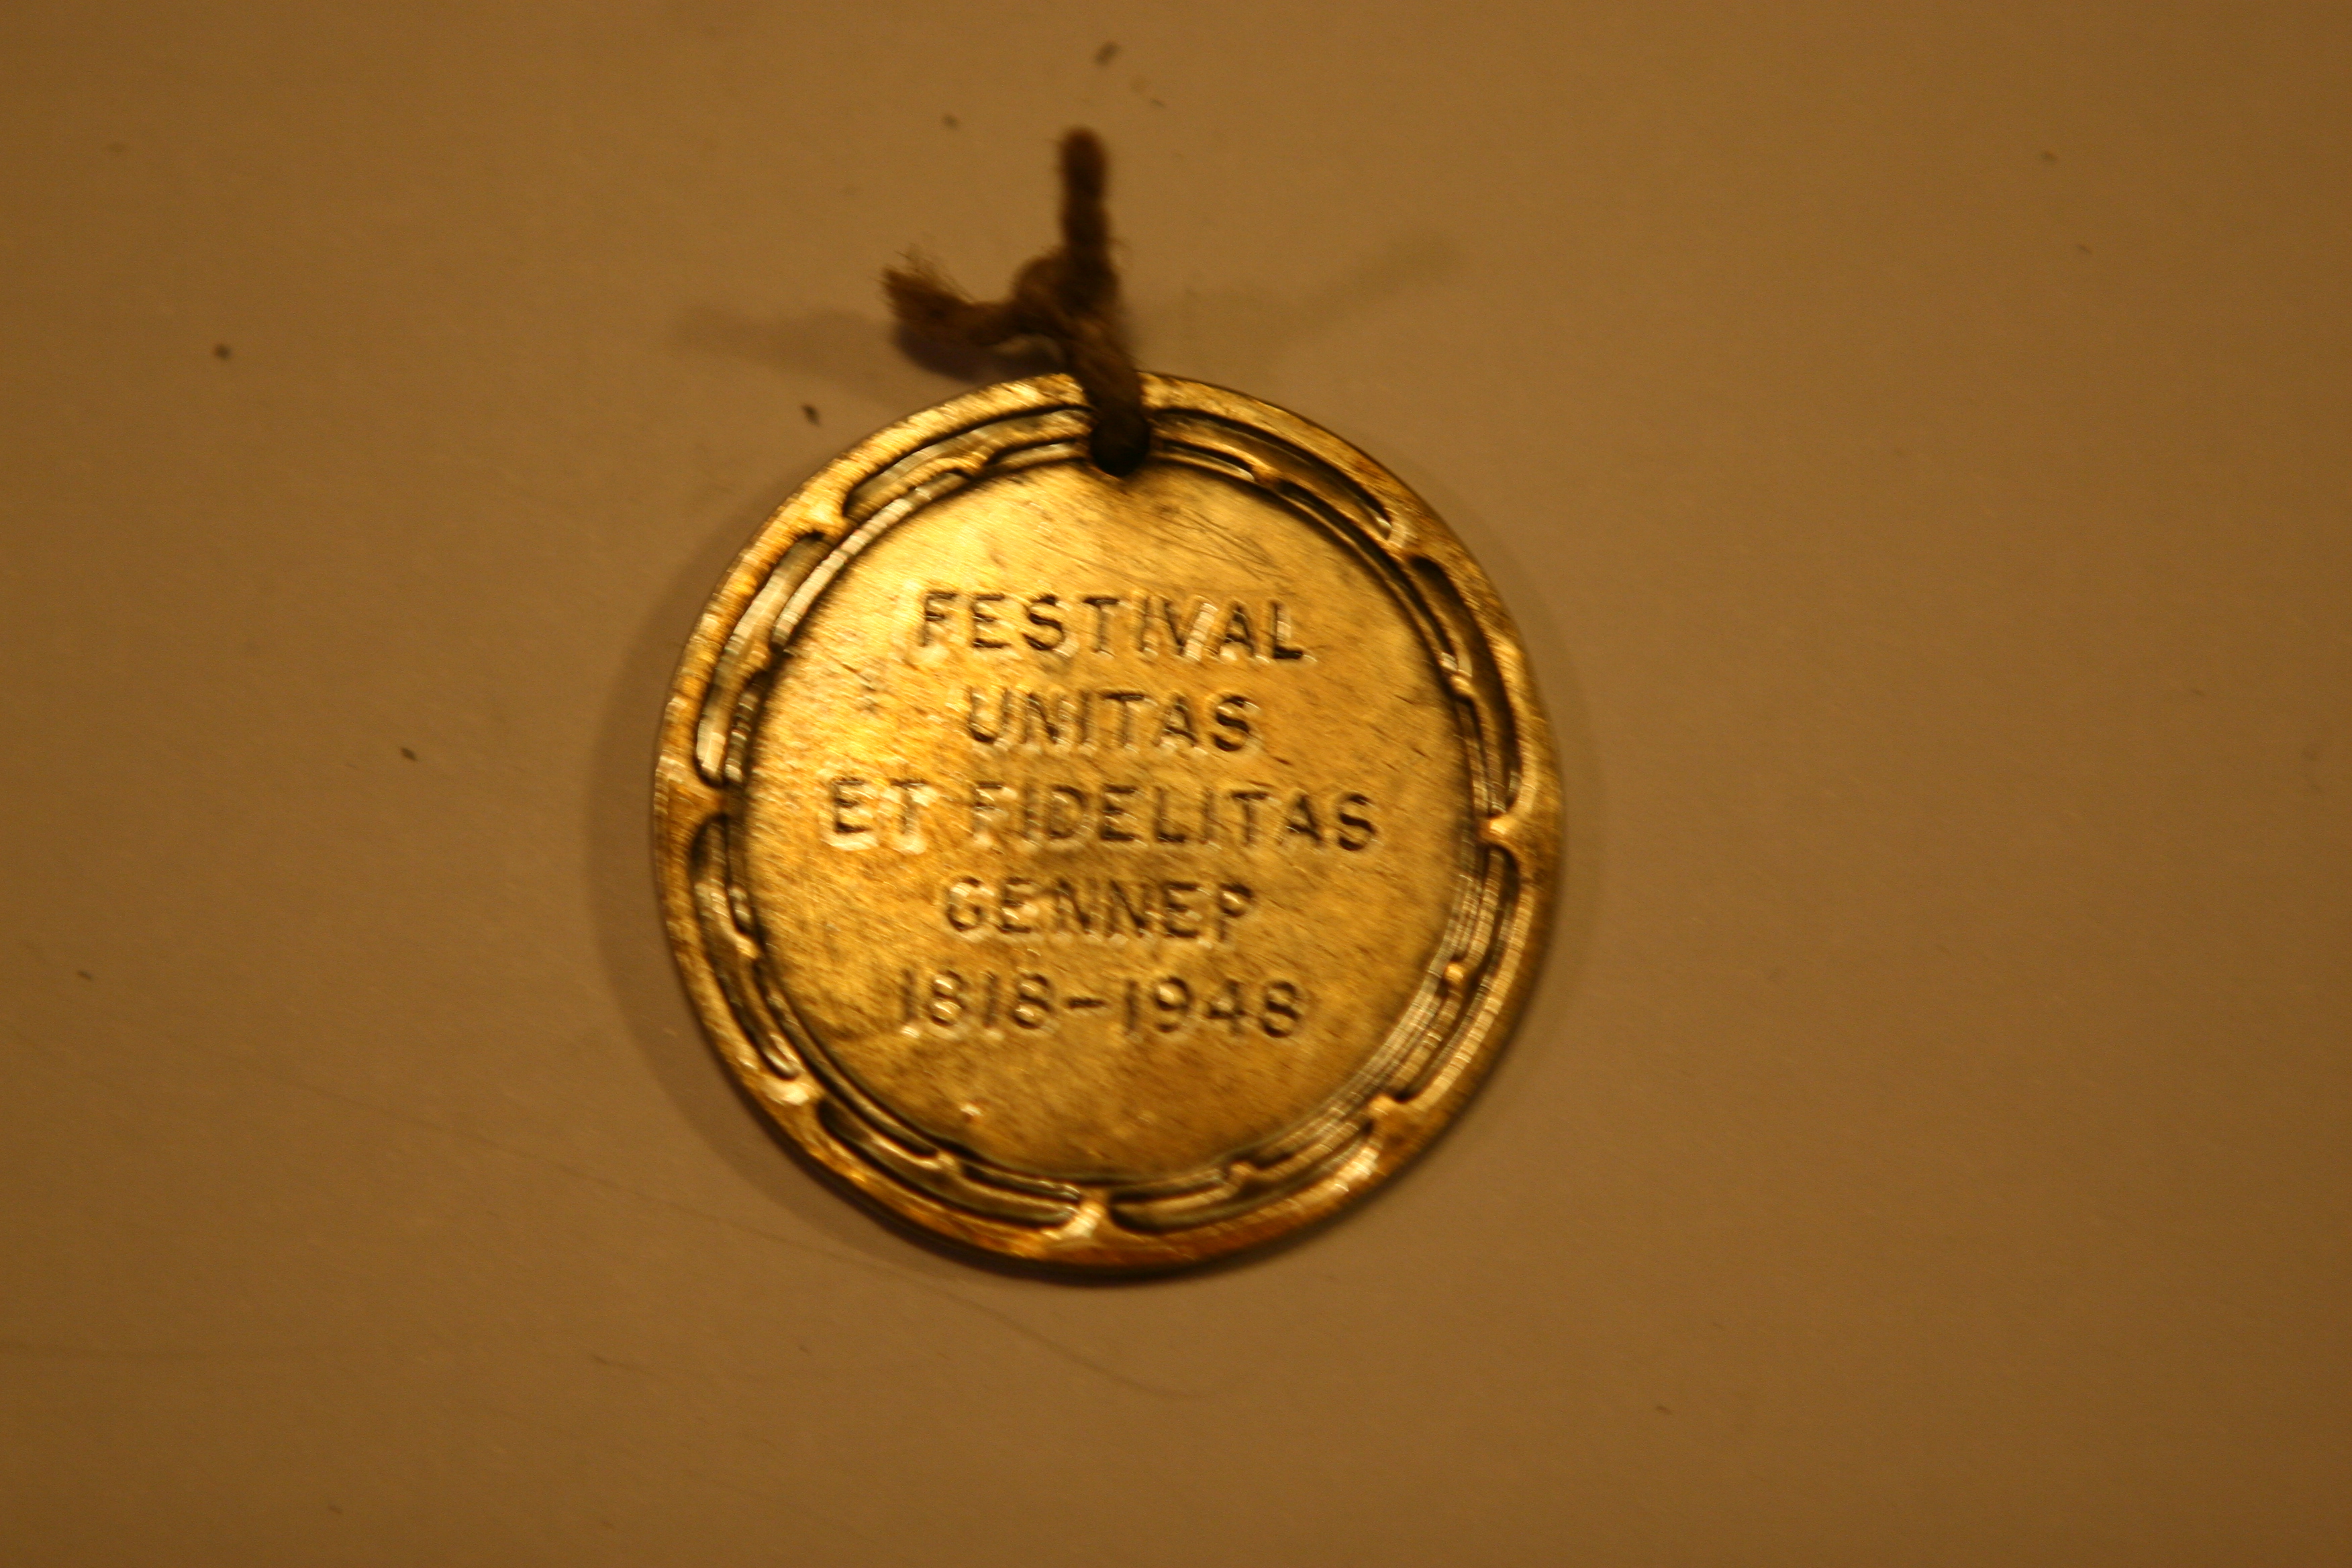 FESTIVAL
UNITAS
ET FIDELITAS
GENNEP
1818-1948